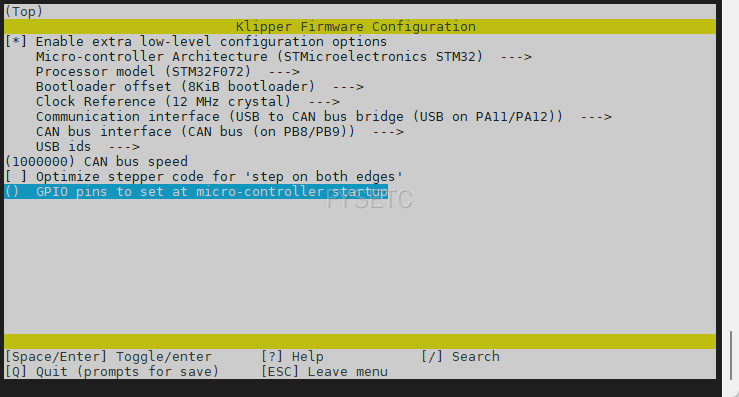 (Top)
Klipper Firmware Configuration
[*] Enable extra low-level configuration options
Micro-controller Architecture (STMicroelectronics STM32) --->
Processor model (STM32F072) --->
Bootloader offset (8KiB bootloader) --->
Clock Reference (12 MHz crystal) --->
Communication interface (USB to CAN bus bridge (USB on PA11/PA12)) --->
CAN bus interface (CAN bus (on PB8/PB9)) --->
USB ids --->
(1000000) CAN bus speed
[ ] Optimize stepper code for 'step on both edges'
() GPIO pins to set at micro-controller startup
FYSETC
[Space/Enter] Toggle/enter [?] Help [/] Search
[Q] Quit (prompts for save) [ESC] Leave menu